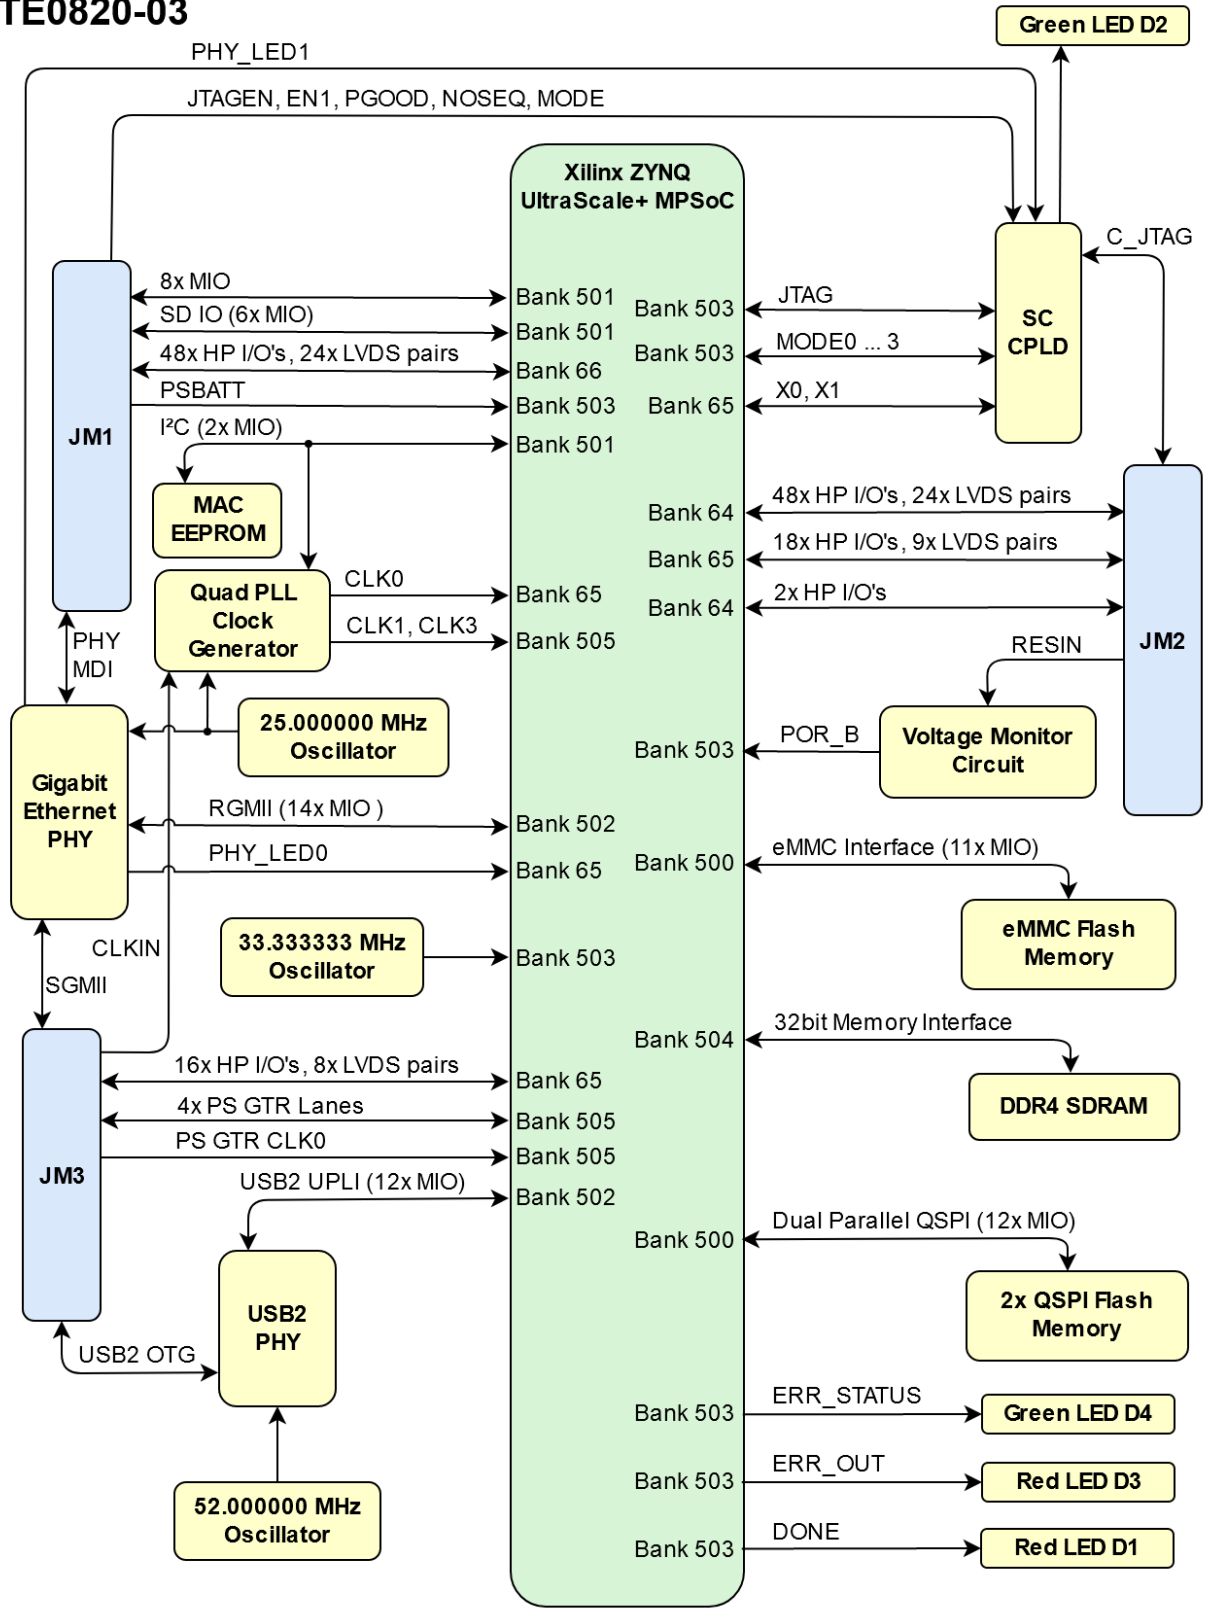 TE0820-03
Green LED D2
PHY_LED1
JTAGEN, EN1, PGOOD, NOSEQ, MODE
Xilinx ZYNQ
UltraScale+ MPSoC
C_JTAG
8x MIO
Bank 501
Bank 503
JTAG
SC
CPLD
SD IO (6x MIO)
Bank 501
Bank 503
MODE0 ... 3
48x HP I/O's, 24x LVDS pairs
Bank 66
PSBATT
Bank 503
Bank 65
X0, X1
JM1
I²C (2x MIO)
Bank 501
MAC
EEPROM
Bank 64
48x HP I/O's, 24x LVDS pairs
Bank 65
18x HP I/O's, 9x LVDS pairs
Quad PLL
Clock
Generator
CLK0
Bank 65
Bank 64
2x HP I/O's
CLK1, CLK3
Bank 505
JM2
PHY
MDI
RESIN
25.000000 MHz
Oscillator
Bank 503
POR_B
Voltage Monitor
Circuit
Gigabit
Ethernet
PHY
RGMII (14x MIO )
Bank 502
PHY_LED0
Bank 65
Bank 500
eMMC Interface (11x MIO)
eMMC Flash
Memory
CLKIN
33.333333 MHz
Oscillator
Bank 503
SGMII
Bank 504
32bit Memory Interface
DDR4 SDRAM
16x HP I/O's, 8x LVDS pairs
Bank 65
4x PS GTR Lanes
Bank 505
PS GTR CLK0
Bank 505
JM3
USB2 UPLI (12x MIO)
Bank 502
Bank 500
Dual Parallel QSPI (12x MIO)
2x QSPI Flash
Memory
USB2
PHY
USB2 OTG
Bank 503
ERR_STATUS
Green LED D4
Bank 503
ERR_OUT
Red LED D3
52.000000 MHz
Oscillator
Bank 503
DONE
Red LED D1